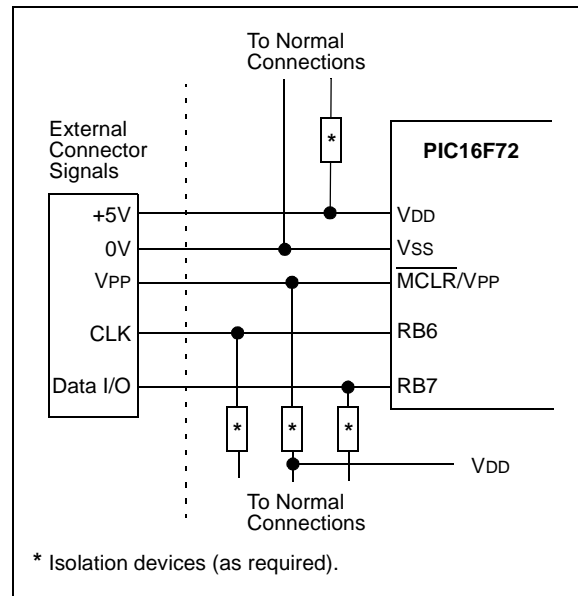 To Normal
Connections
*
External
Connector
Signals
PIC16F72
+5V
VDD
0V
VSS
VPP
MCLR/VPP
CLK
RB6
Data I/O
RB7
*
*
*
VDD
To Normal
Connections
* Isolation devices (as required).